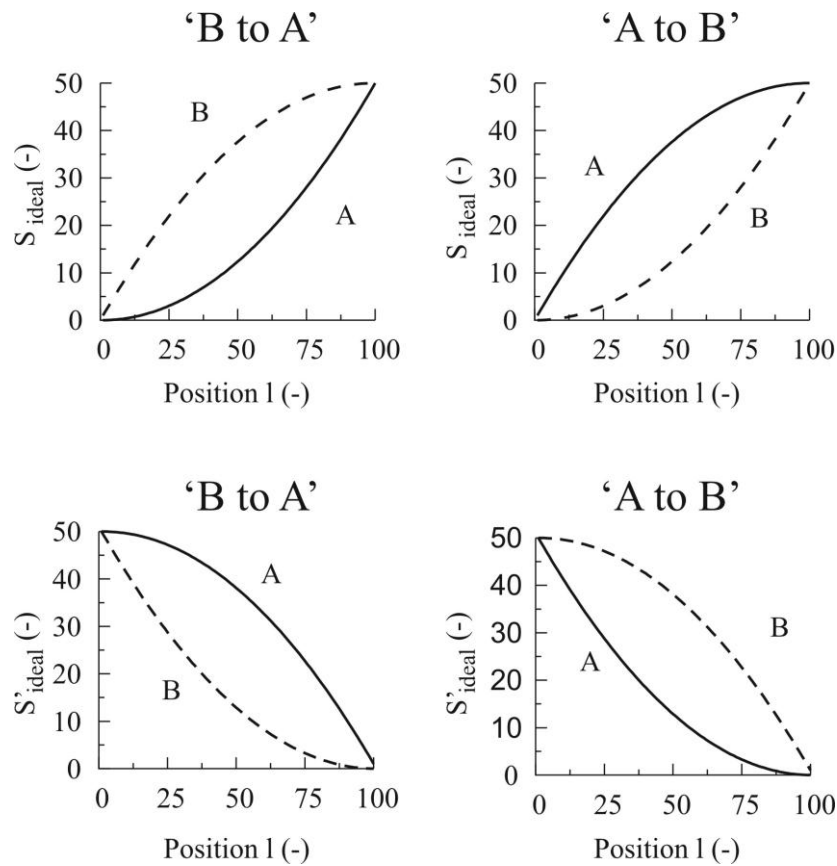 ‘B to A’
50
40
30
20
10
0
S ideal (-)
B
A
0 25 50 75 100
Position l (-)
‘A to B’
50
40
30
20
10
0
S ideal (-)
A
B
0 25 50 75 100
Position l (-)
‘B to A’
50
40
30
20
10
0
S’ideal (-)
A
B
0 25 50 75 100
Position l (-)
‘A to B’
50
40
30
20
10
0
S’ideal (-)
B
A
0 25 50 75 100
Position l (-)